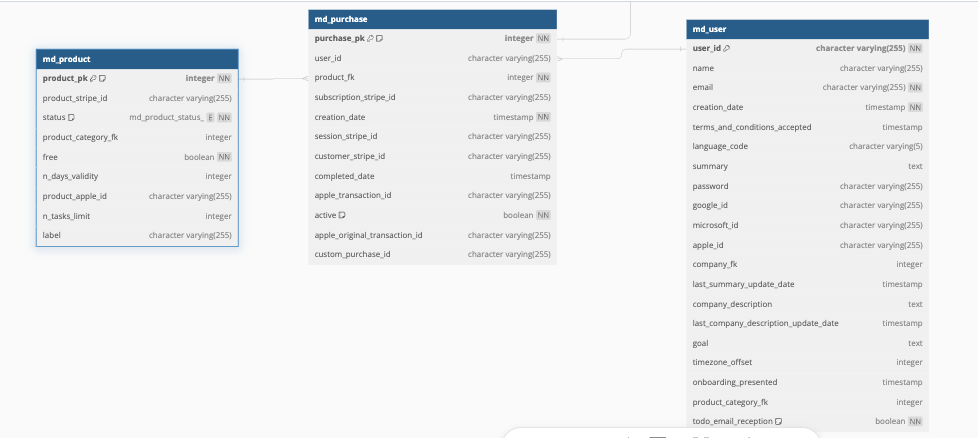 md_product
product_pk integer NN
product_stripe_id character varying(255)
status md_product_status_ E NN
product_category_fk integer
free boolean NN
n_days_validity integer
product_apple_id character varying(255)
n_tasks_limit integer
label character varying(255)
md_purchase
purchase_pk integer NN
user_id character varying(255)
product_fk integer NN
subscription_stripe_id character varying(255)
creation_date timestamp NN
session_stripe_id character varying(255)
customer_stripe_id character varying(255)
completed_date timestamp
apple_transaction_id character varying(255)
active boolean NN
apple_original_transaction_id character varying(255)
custom_purchase_id character varying(255)
md_user
user_id character varying(255) NN
name character varying(255)
email character varying(255) NN
creation_date timestamp NN
terms_and_conditions_accepted timestamp
language_code character varying(5)
summary text
password character varying(255)
google_id character varying(255)
microsoft_id character varying(255)
apple_id character varying(255)
company_fk integer
last_summary_update_date timestamp
company_description text
last_company_description_update_date timestamp
goal text
timezone_offset integer
onboarding_presented timestamp
product_category_fk integer
todo_email_reception boolean NN